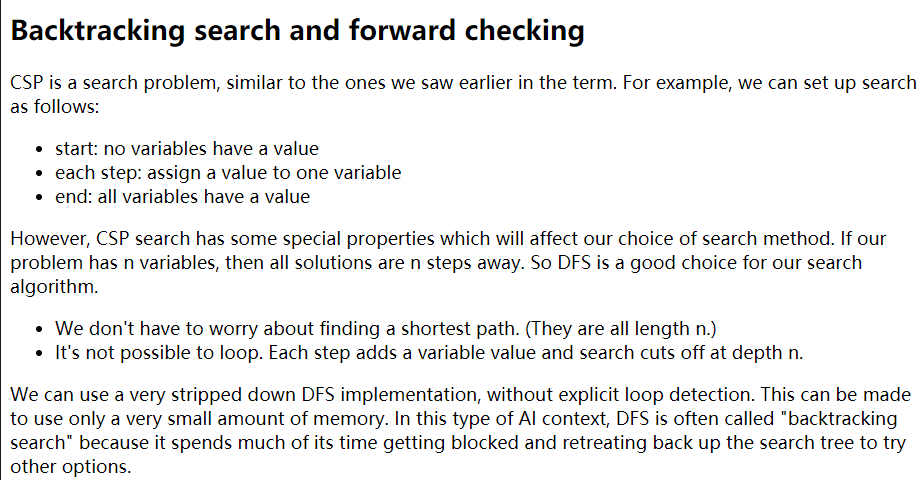 Backtracking search and forward checking
CSP is a search problem, similar to the ones we saw earlier in the term. For example, we can set up search
as follows:
• start: no variables have a value
• each step: assign a value to one variable
• end: all variables have a value
However, CSP search has some special properties which will affect our choice of search method. If our
problem has n variables, then all solutions are n steps away. So DFS is a good choice for our search
algorithm.
• We don't have to worry about finding a shortest path. (They are all length n.)
• It's not possible to loop. Each step adds a variable value and search cuts off at depth n.
We can use a very stripped down DFS implementation, without explicit loop detection. This can be made
to use only a very small amount of memory. In this type of AI context, DFS is often called "backtracking
search" because it spends much of its time getting blocked and retreating back up the search tree to try
other options.